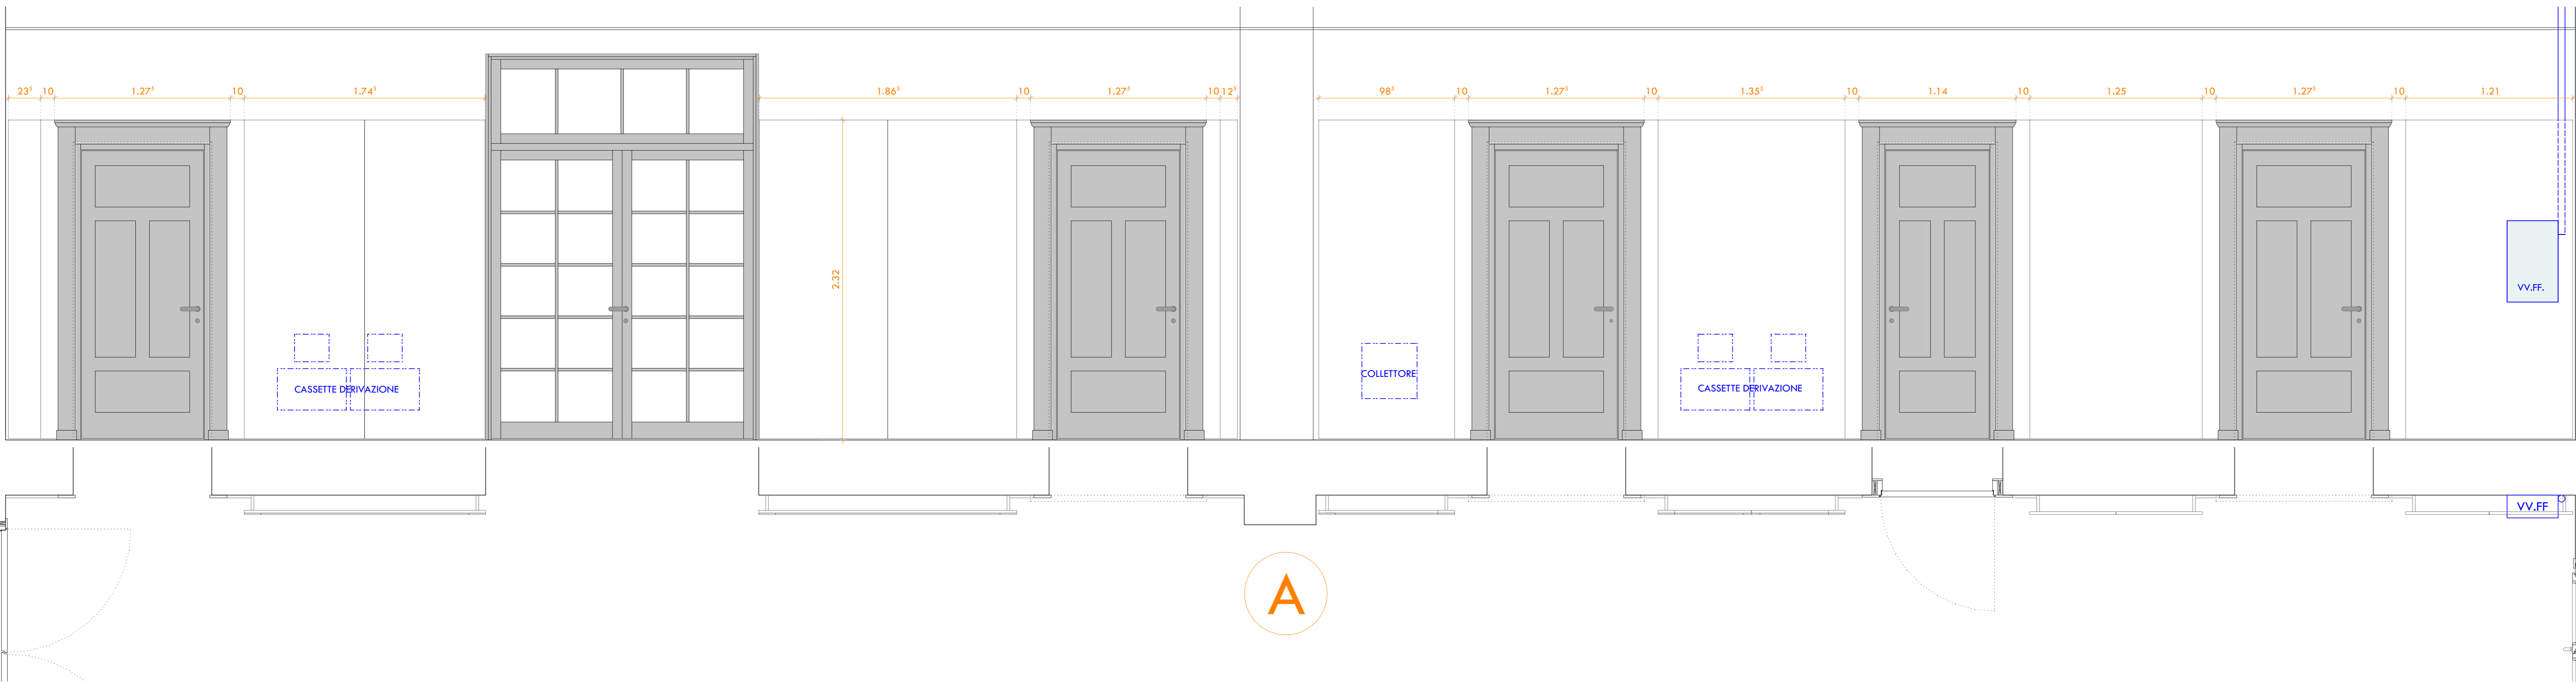 23⁵ 10 1.27⁵ 10 1.74⁵ 1.86⁵ 10 1.27⁵ 10 12⁵ 98⁵ 10 1.27⁵ 10 1.35⁵ 10 1.14 10 1.25 10 1.27⁵ 10 1.21
2.32
VV.FF.
COLLETTORE
CASSETTE DERIVAZIONE
CASSETTE DERIVAZIONE
VV.FF
A